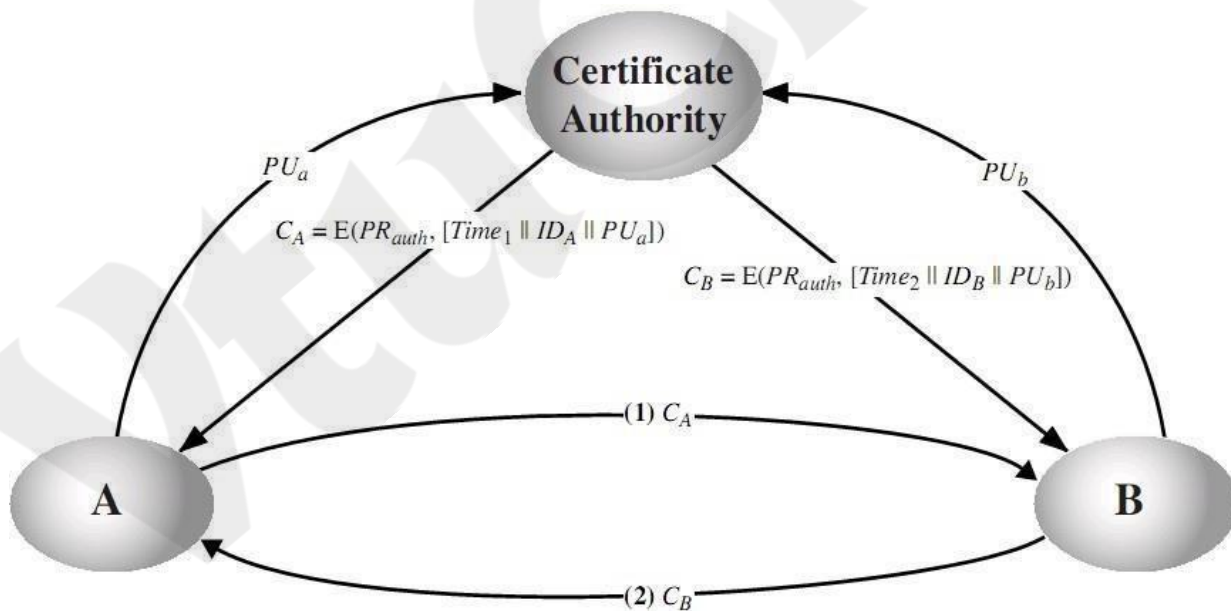 Certificate
Authority
PU_a
PU_b
C_A = E(PR_auth, [Time_1 || ID_A || PU_a])
C_B = E(PR_auth, [Time_2 || ID_B || PU_b])
(1) C_A
A
B
(2) C_B